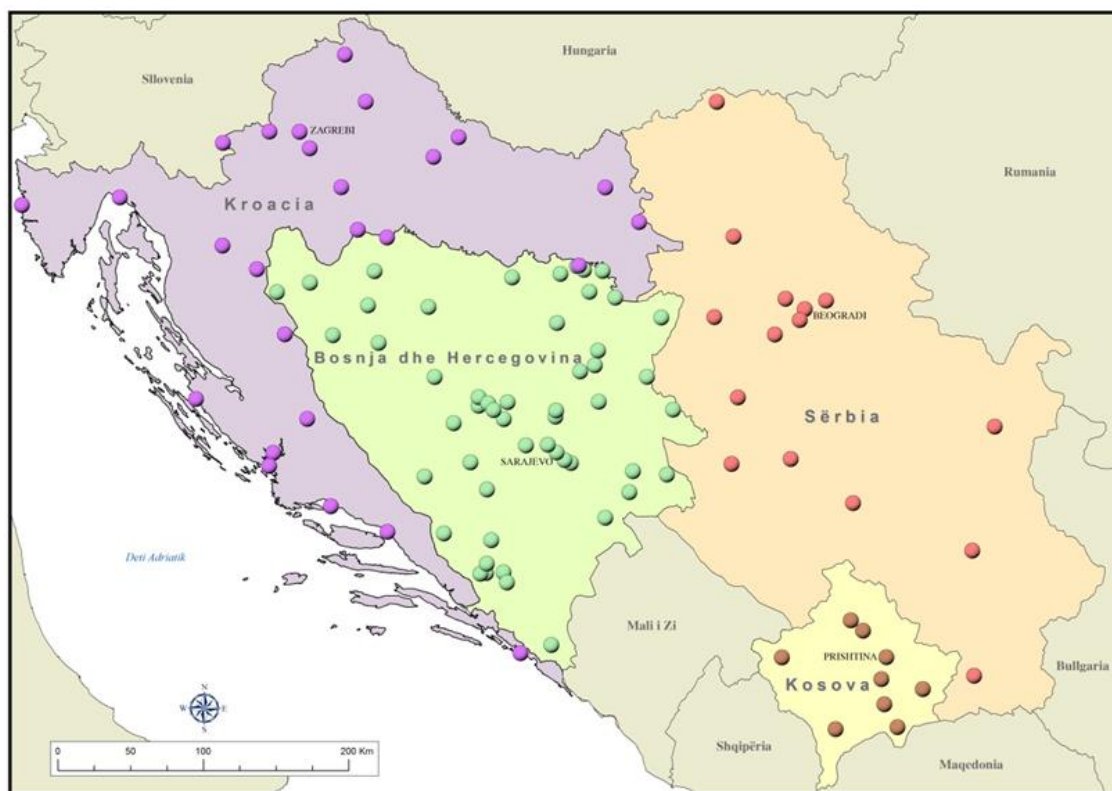 Hungaria
Sllovenia
ZAGREBI
Rumania
Kroacia
BEOGRADI
Bosnja dhe Hercegovina
Sërbia
SARAJEVO
Deti Adriatik
Mali i Zi
PRISHTINA
Bullgaria
Kosova
N
W E
S
Shqipëria
Maqedonia
0 50 100 200 Km